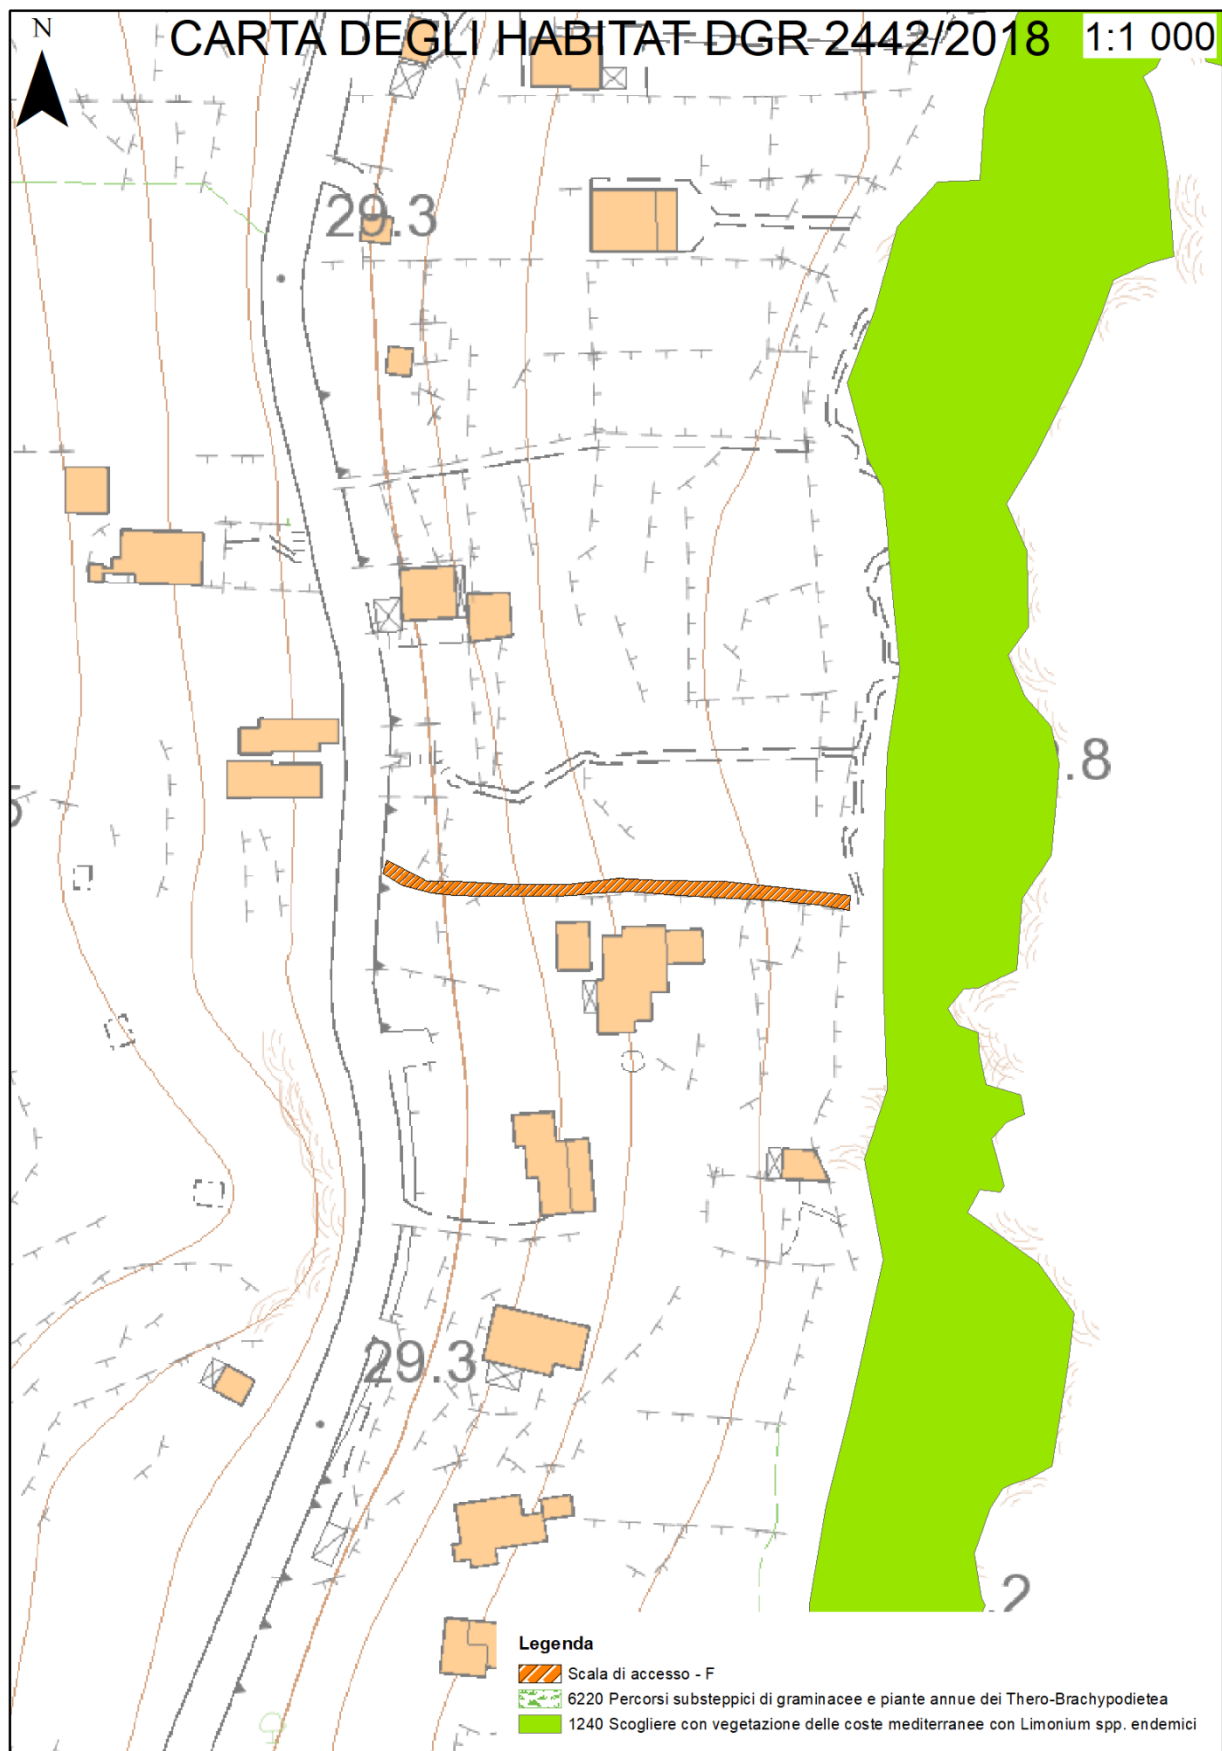 CARTA DEGLI HABITAT DGR 2442/2018
1:1 000
N
29.3
.8
5
29.3
.2
Legenda
Scala di accesso - F
6220 Percorsi substeppici di graminacee e piante annue dei Thero-Brachypodietea
1240 Scogliere con vegetazione delle coste mediterranee con Limonium spp. endemici